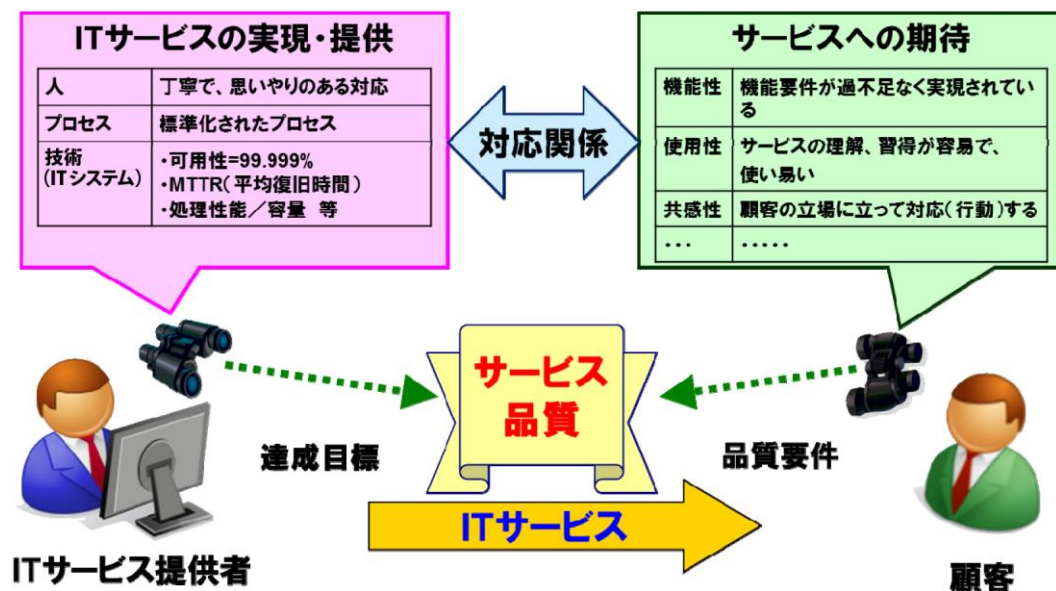 ITサービスの実現・提供
人 丁寧で、思いやりのある対応
プロセス 標準化されたプロセス
技術
(ITシステム)
・可用性=99.999%
・MTTR(平均復旧時間)
・処理性能／容量 等
対応関係
サービスへの期待
機能性 機能要件が過不足なく実現されてい
る
使用性 サービスの理解、習得が容易で、
使い易い
共感性 顧客の立場に立って対応(行動)する
・・・ ・・・・・
サービス
品質
達成目標
品質要件
ITサービス
ITサービス提供者
顧客